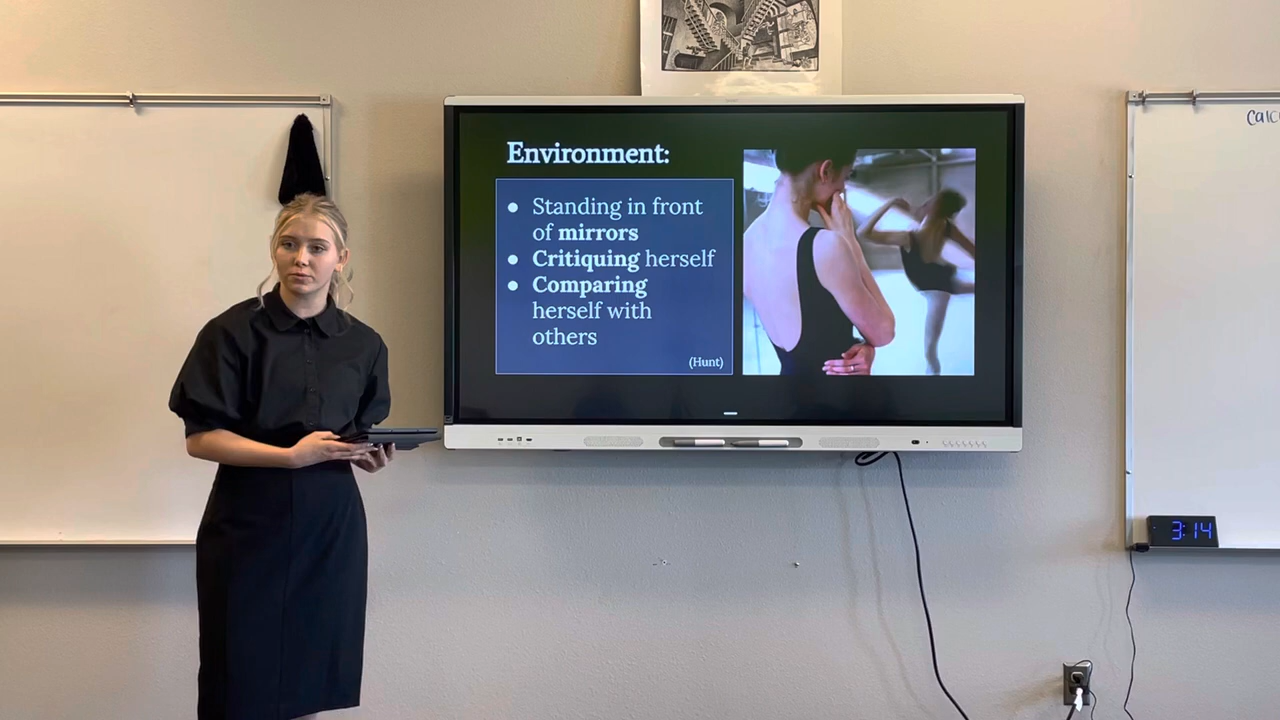 Environment:
● Standing in front
of mirrors
● Critiquing herself
● Comparing
herself with
others
(Hunt)
3:14